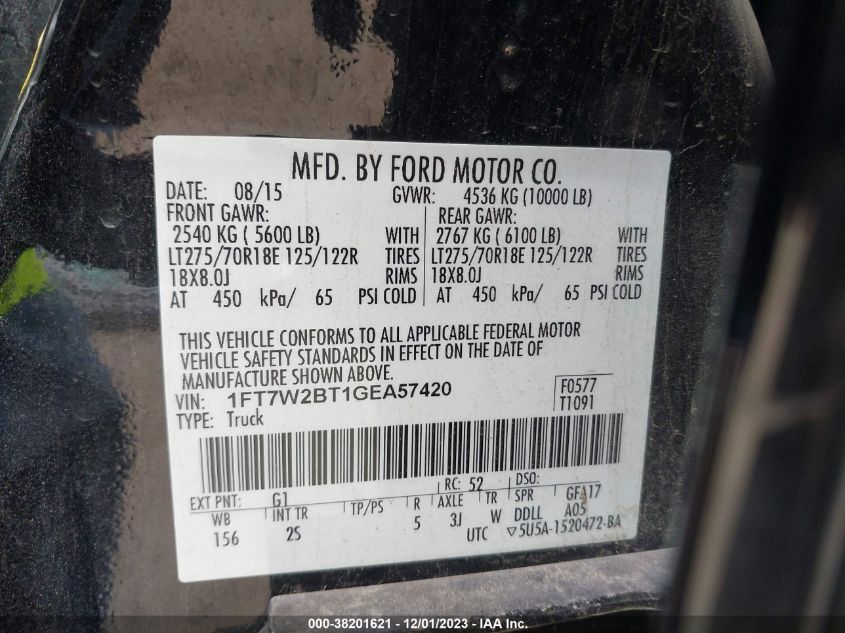 MFD. BY FORD MOTOR CO.
DATE: 08/15 GVWR: 4536 KG (10000 LB)
FRONT GAWR: REAR GAWR:
2540 KG ( 5600 LB) WITH 2767 KG ( 6100 LB) WITH
LT275/70R18E 125/122R TIRES LT275/70R18E 125/122R TIRES
18X8.0J RIMS 18X8.0J RIMS
AT 450 kPa/ 65 PSI COLD AT 450 kPa/ 65 PSI COLD
THIS VEHICLE CONFORMS TO ALL APPLICABLE FEDERAL MOTOR
VEHICLE SAFETY STANDARDS IN EFFECT ON THE DATE OF
MANUFACTURE SHOWN ABOVE.
VIN: 1FT7W2BT1GEA57420 F0577
TYPE: Truck T1091
EXT PNT: G1 RC: 52 DSO:
WB INT TR TP/PS R AXLE TR SPR GFA17
156 2S 5 3J W DDLL A05
UTC ▽5U5A-1520472-BA
000-38201621 - 12/01/2023 - IAA Inc.